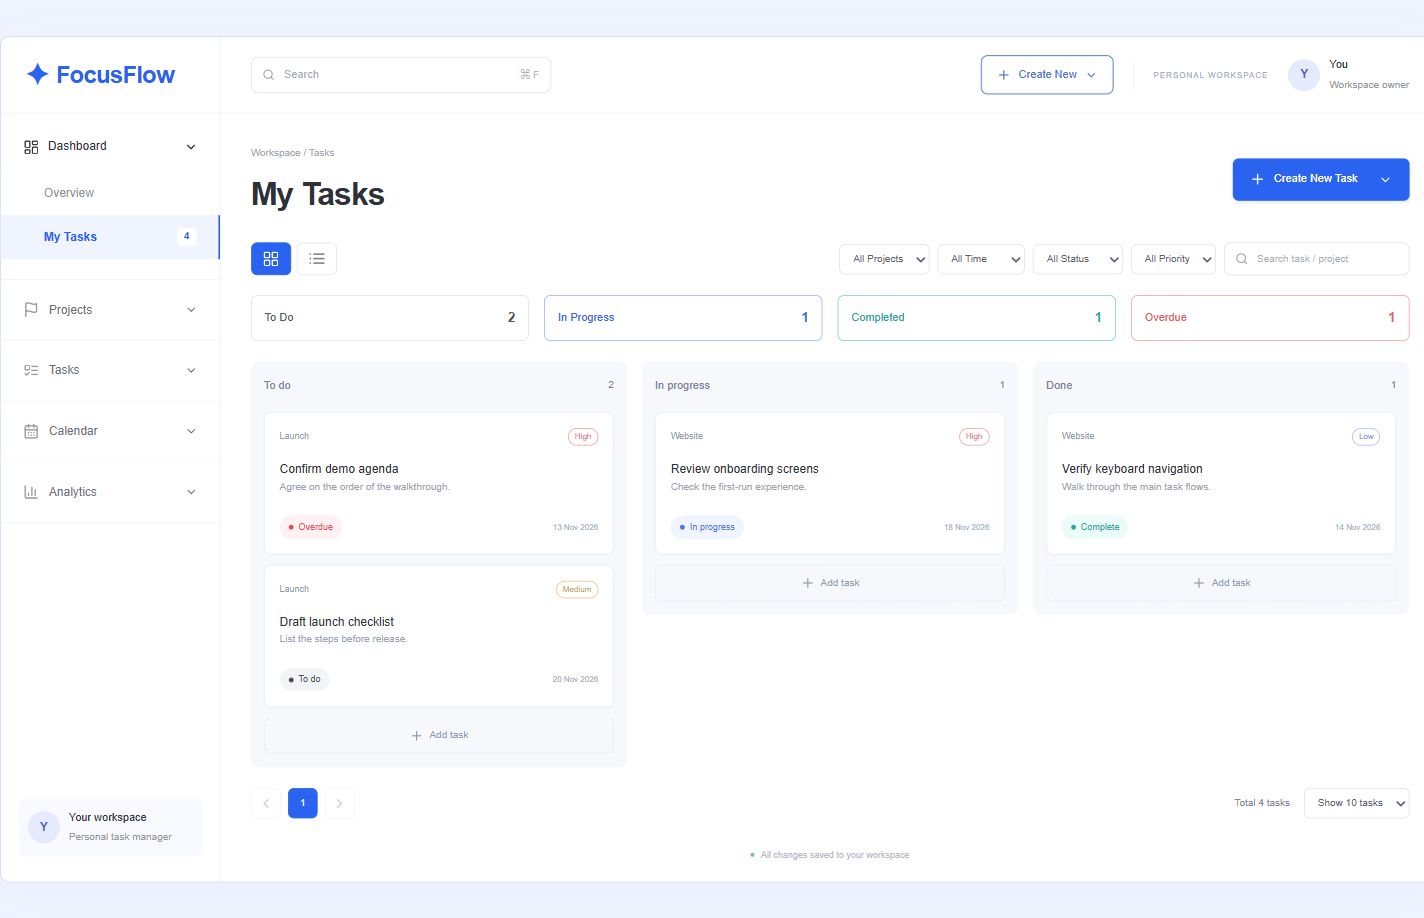 FocusFlow
Search
⌘ F
Create New
PERSONAL WORKSPACE
Y
You
Workspace owner
Dashboard
Overview
My Tasks
4
Projects
Tasks
Calendar
Analytics
Y
Your workspace
Personal task manager
Workspace / Tasks
My Tasks
Create New Task
All Projects
All Time
All Status
All Priority
Search task / project
To Do 2
In Progress 1
Completed 1
Overdue 1
To do 2
Launch High
Confirm demo agenda
Agree on the order of the walkthrough.
Overdue 13 Nov 2026
Launch Medium
Draft launch checklist
List the steps before release.
To do 20 Nov 2026
Add task
In progress 1
Website High
Review onboarding screens
Check the first-run experience.
In progress 18 Nov 2026
Add task
Done 1
Website Low
Verify keyboard navigation
Walk through the main task flows.
Complete 14 Nov 2026
Add task
1
Total 4 tasks
Show 10 tasks
All changes saved to your workspace